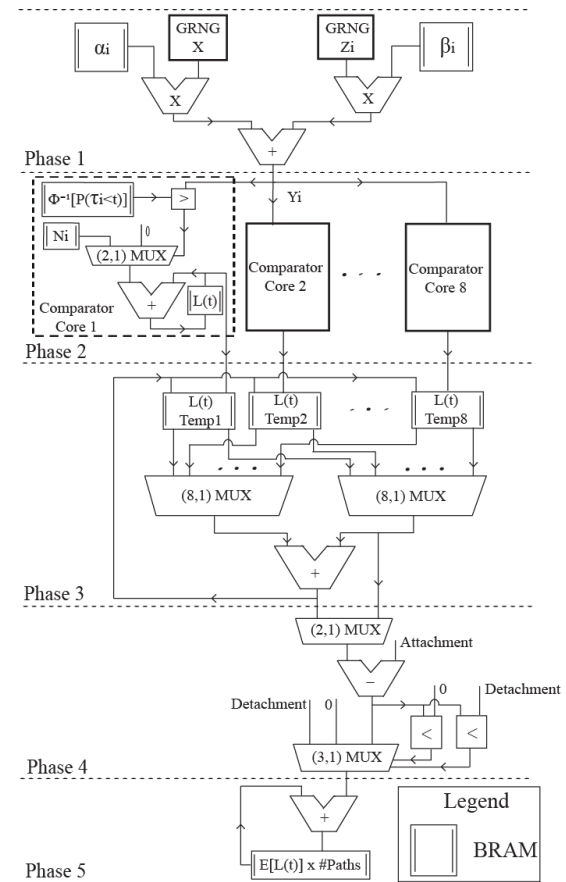 αi
GRNG
X
GRNG
Zi
βi
X
X
+
Phase 1
Φ⁻¹[P(τi<t)]
>
Yi
Ni
0
(2,1) MUX
+
L(t)
Comparator
Core 1
Comparator
Core 2
. . .
Comparator
Core 8
Phase 2
L(t)
Temp1
L(t)
Temp2
. . .
L(t)
Temp8
. . .
. . .
(8,1) MUX
(8,1) MUX
+
Phase 3
(2,1) MUX
Attachment
−
Detachment
0
0
Detachment
<
<
(3,1) MUX
Phase 4
+
E[L(t)] x #Paths
Legend
BRAM
Phase 5